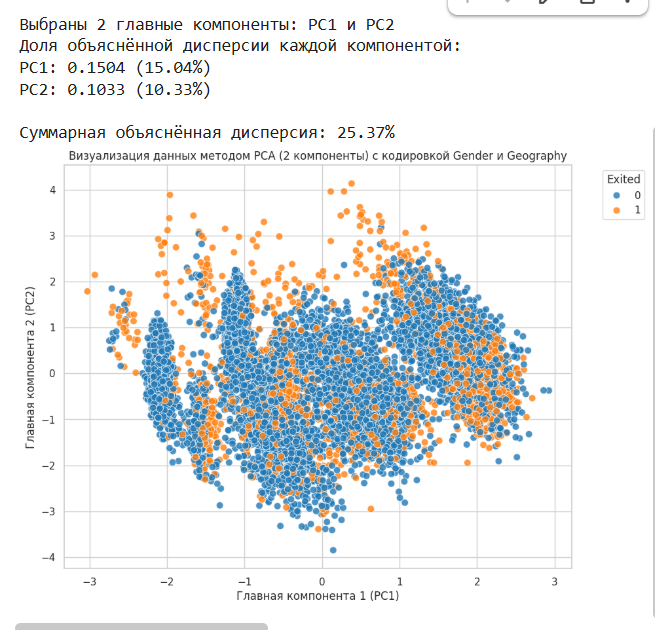 Выбраны 2 главные компоненты: PC1 и PC2
Доля объяснённой дисперсии каждой компонентой:
PC1: 0.1504 (15.04%)
PC2: 0.1033 (10.33%)
Суммарная объяснённая дисперсия: 25.37%
Визуализация данных методом PCA (2 компоненты) с кодировкой Gender и Geography
Exited
0
1
Главная компонента 2 (PC2)
4
3
2
1
0
−1
−2
−3
−4
−3 −2 −1 0 1 2 3
Главная компонента 1 (PC1)